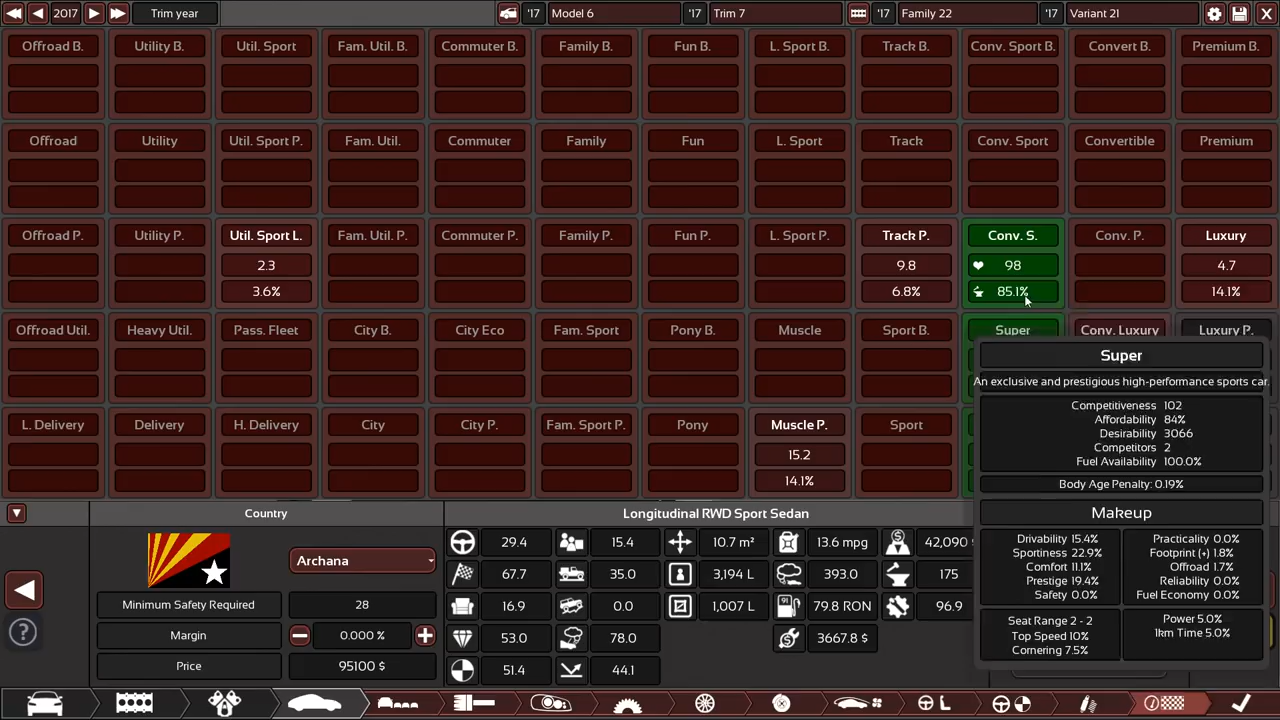 2017
Trim year
'17
Model 6
'17
Trim 7
'17
Family 22
'17
Variant 21
Offroad B.
Utility B.
Util. Sport
Fam. Util. B.
Commuter B.
Family B.
Fun B.
L. Sport B.
Track B.
Conv. Sport B.
Convert B.
Premium B.
Offroad
Utility
Util. Sport P.
Fam. Util.
Commuter
Family
Fun
L. Sport
Track
Conv. Sport
Convertible
Premium
Offroad P.
Utility P.
Util. Sport L.
Fam. Util. P.
Commuter P.
Family P.
Fun P.
L. Sport P.
Track P.
Conv. S.
Conv. P.
Luxury
2.3
9.8
98
4.7
3.6%
6.8%
85.1%
14.1%
Offroad Util.
Heavy Util.
Pass. Fleet
City B.
City Eco
Fam. Sport
Pony B.
Muscle
Sport B.
Super
Conv. Luxury
Luxury P.
L. Delivery
Delivery
H. Delivery
City
City P.
Fam. Sport P.
Pony
Muscle P.
Sport
15.2
14.1%
Super
An exclusive and prestigious high-performance sports car.
Competitiveness 102
Affordability 84%
Desirability 3066
Competitors 2
Fuel Availability 100.0%
Body Age Penalty: 0.19%
Makeup
Drivability 15.4%
Sportiness 22.9%
Comfort 11.1%
Prestige 19.4%
Safety 0.0%
Practicality 0.0%
Footprint (+) 1.8%
Offroad 1.7%
Reliability 0.0%
Fuel Economy 0.0%
Seat Range 2 - 2
Top Speed 10%
Cornering 7.5%
Power 5.0%
1km Time 5.0%
Country
Archana
Minimum Safety Required
28
Margin
0.000 %
Price
95100 $
Longitudinal RWD Sport Sedan
29.4
15.4
10.7 m²
13.6 mpg
42,090
67.7
35.0
3,194 L
393.0
175
16.9
0.0
1,007 L
91
79.8 RON
96.9
53.0
78.0
3667.8 $
51.4
44.1